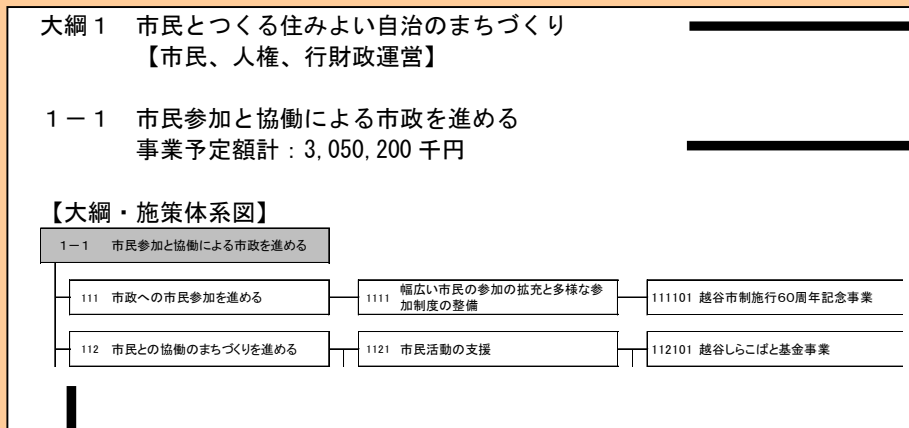 大綱１　市民とつくる住みよい自治のまちづくり
【市民、人権、行財政運営】
１－１　市民参加と協働による市政を進める
事業予定額計：3,050,200 千円
【大綱・施策体系図】
1－1　市民参加と協働による市政を進める
111　市政への市民参加を進める
1111　幅広い市民の参加の拡充と多様な参
加制度の整備
111101　越谷市制施行60周年記念事業
112　市民との協働のまちづくりを進める
1121　市民活動の支援
112101　越谷しらこばと基金事業